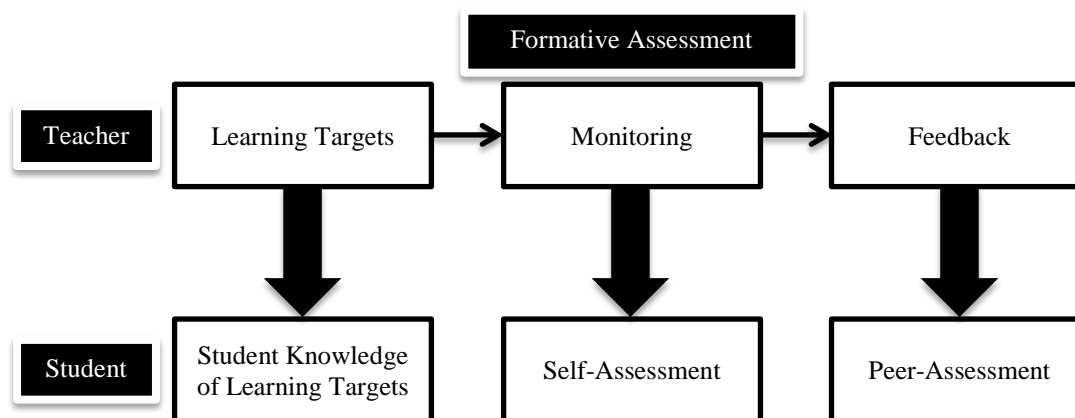 Formative Assessment
Teacher
Learning Targets
Monitoring
Feedback
Student
Student Knowledge
of Learning Targets
Self-Assessment
Peer-Assessment